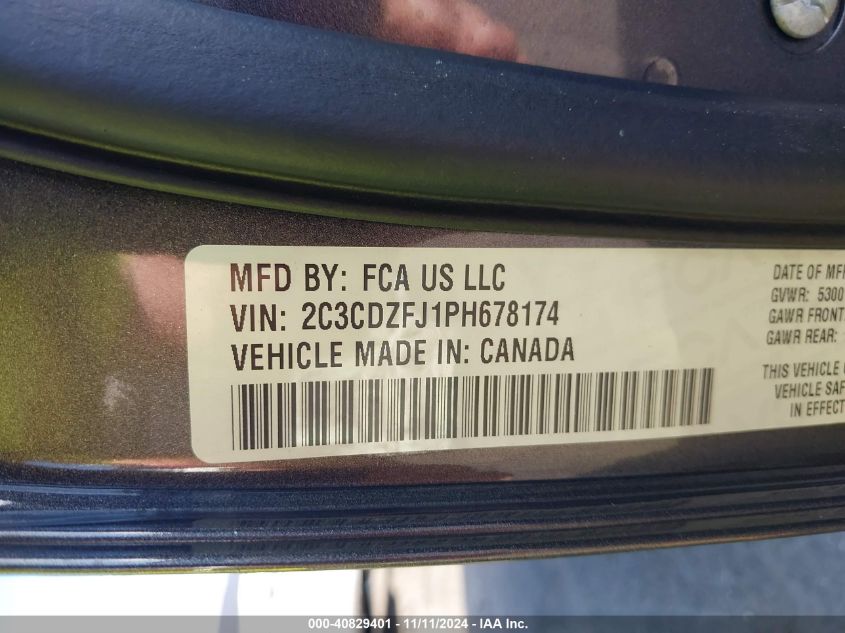 MFD BY: FCA US LLC
VIN: 2C3CDZFJ1PH678174
VEHICLE MADE IN: CANADA
DATE OF MF
GVWR: 5300
GAWR FRONT
GAWR REAR:
THIS VEHICLE
VEHICLE SAF
IN EFFECT
000-40829401 - 11/11/2024 - IAA Inc.